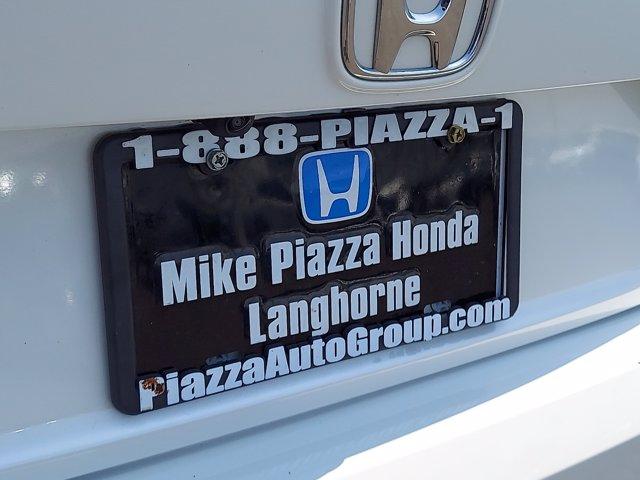 1-888-PIAZZA-1
Mike Piazza Honda
Langhorne
PiazzaAutoGroup.com